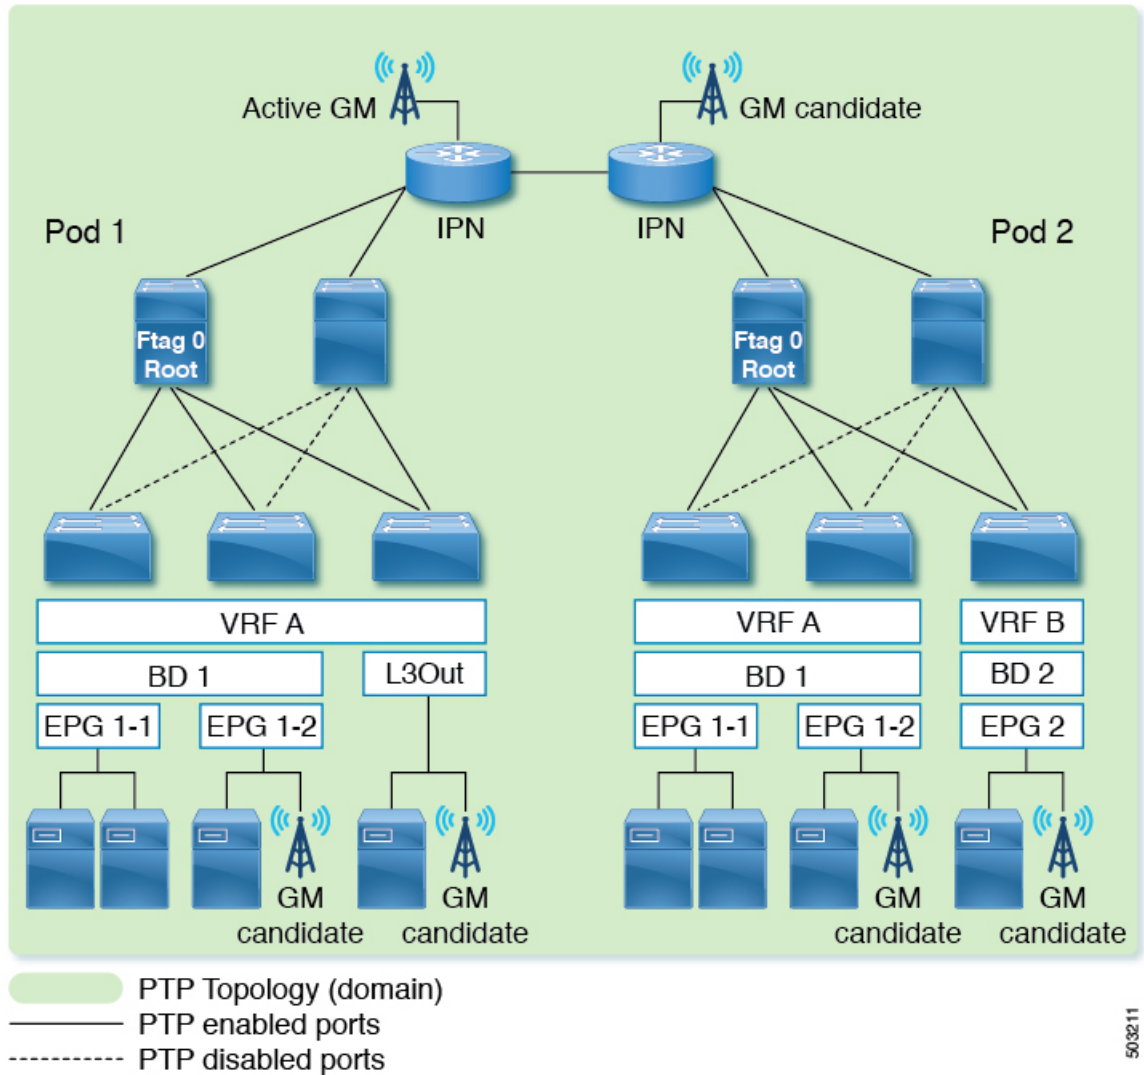 Active GM
GM candidate
IPN
IPN
Pod 1
Pod 2
Ftag 0
Root
Ftag 0
Root
VRF A
VRF A
VRF B
BD 1
L3Out
BD 1
BD 2
EPG 1-1
EPG 1-2
EPG 1-1
EPG 1-2
EPG 2
GM
candidate
GM
candidate
GM
candidate
GM
candidate
PTP Topology (domain)
PTP enabled ports
PTP disabled ports
503211